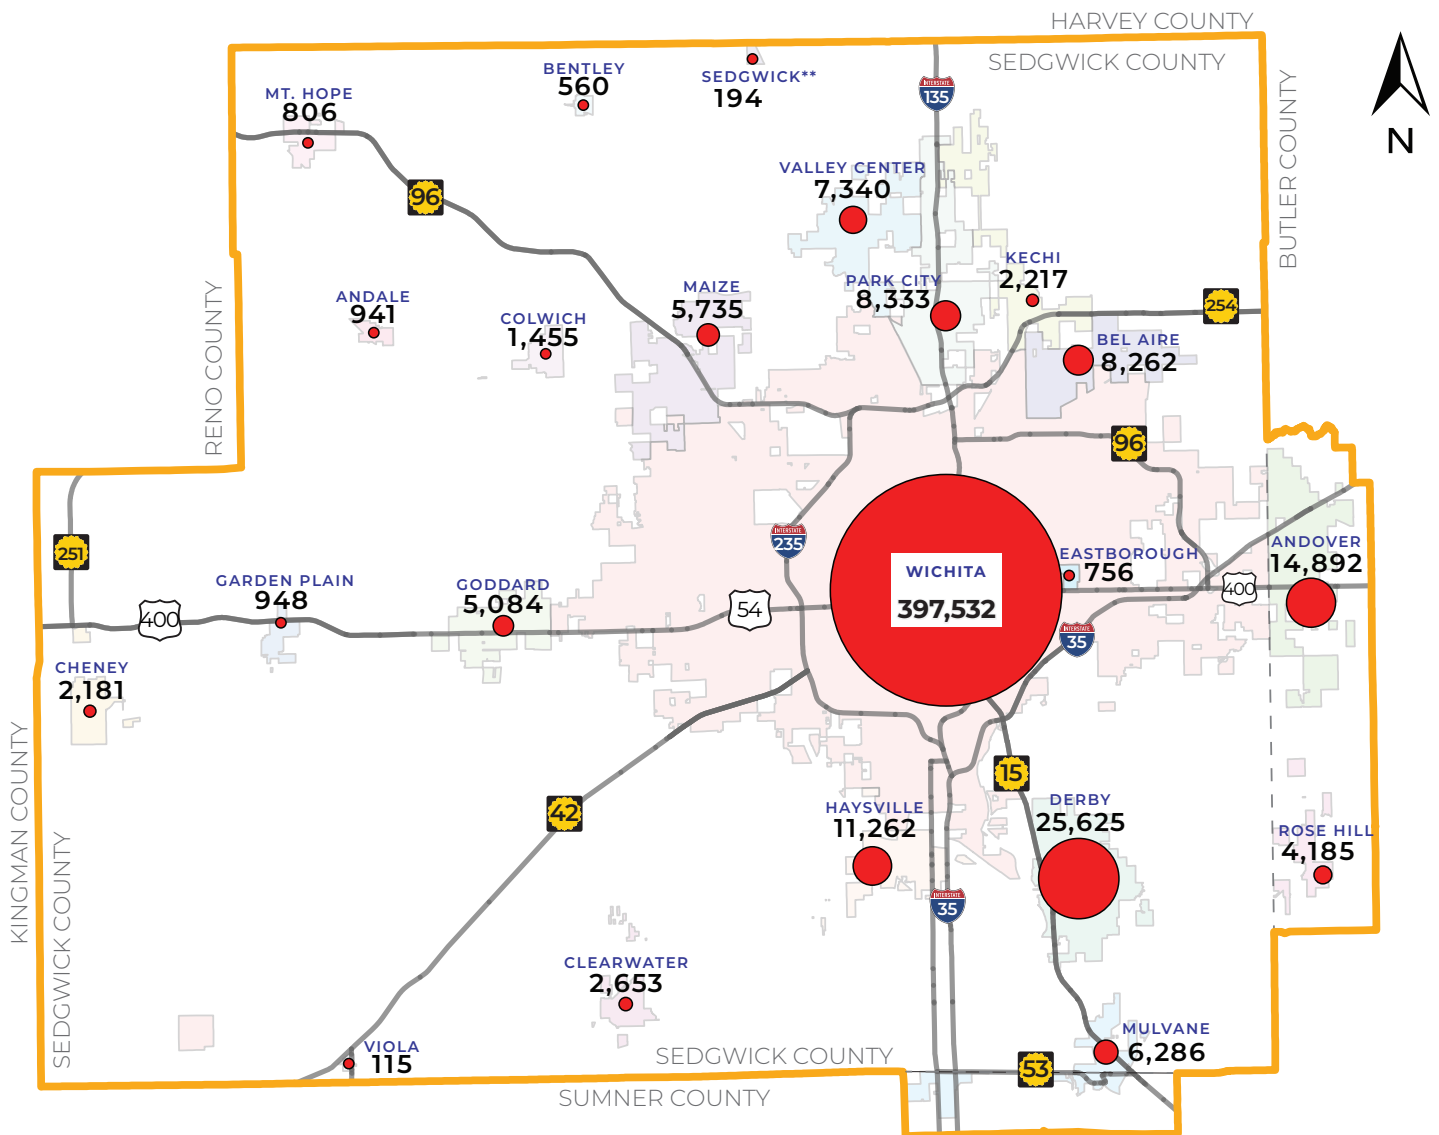 HARVEY COUNTY
SEDGWICK COUNTY
BUTLER COUNTY
N
MT. HOPE
806
BENTLEY
560
SEDGWICK**
194
INTERSTATE
135
96
VALLEY CENTER
7,340
KECHI
2,217
PARK CITY
8,333
254
RENO COUNTY
ANDALE
941
COLWICH
1,455
MAIZE
5,735
BEL AIRE
8,262
96
251
INTERSTATE
235
WICHITA
397,532
EASTBOROUGH
756
ANDOVER
14,892
400
GARDEN PLAIN
948
GODDARD
5,084
400
54
INTERSTATE
35
CHENEY
2,181
KINGMAN COUNTY
SEDGWICK COUNTY
42
15
HAYSVILLE
11,262
DERBY
25,625
ROSE HILL
4,185
INTERSTATE
35
CLEARWATER
2,653
VIOLA
115
MULVANE
6,286
53
SEDGWICK COUNTY
SUMNER COUNTY